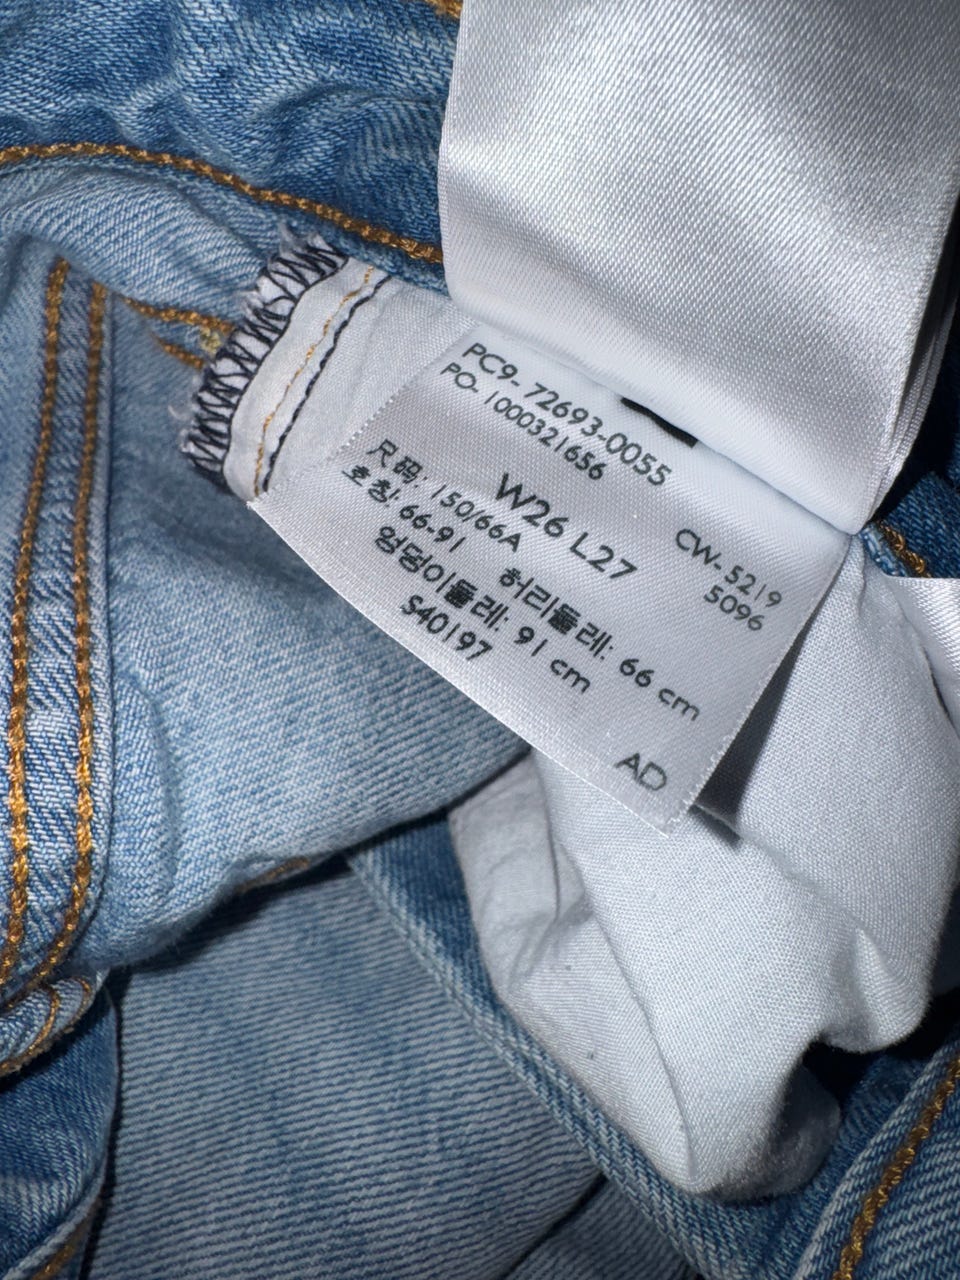 PC9- 72693-0055
PO- 1000321656
W26 L27
CW- 5219
5096
尺码: 150/66A
호칭: 66-91
허리둘레: 66 cm
엉덩이둘레: 91 cm
S40197
AD